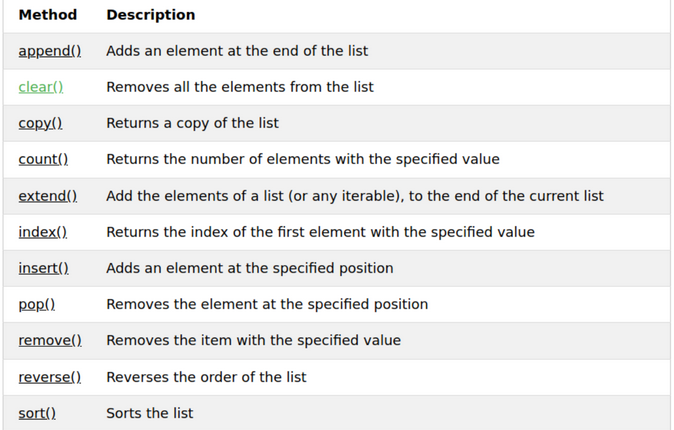 Method Description
append() Adds an element at the end of the list
clear() Removes all the elements from the list
copy() Returns a copy of the list
count() Returns the number of elements with the specified value
extend() Add the elements of a list (or any iterable), to the end of the current list
index() Returns the index of the first element with the specified value
insert() Adds an element at the specified position
pop() Removes the element at the specified position
remove() Removes the item with the specified value
reverse() Reverses the order of the list
sort() Sorts the list